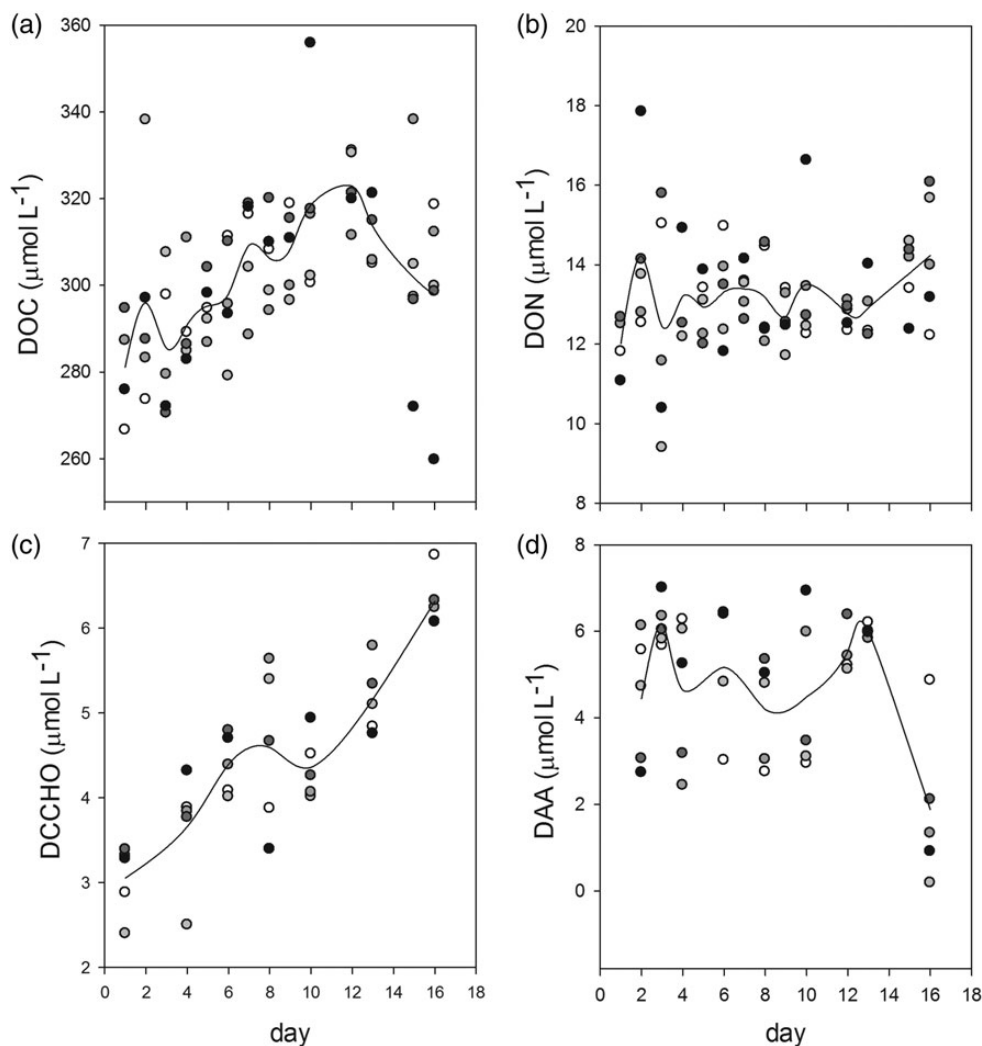 (a)
360
340
320
300
280
260
DOC (µmol L⁻¹)
(b)
20
18
16
14
12
10
8
DON (µmol L⁻¹)
(c)
7
6
5
4
3
2
DCCHO (µmol L⁻¹)
0 2 4 6 8 10 12 14 16 18
day
(d)
8
6
4
2
0
DAA (µmol L⁻¹)
0 2 4 6 8 10 12 14 16 18
day